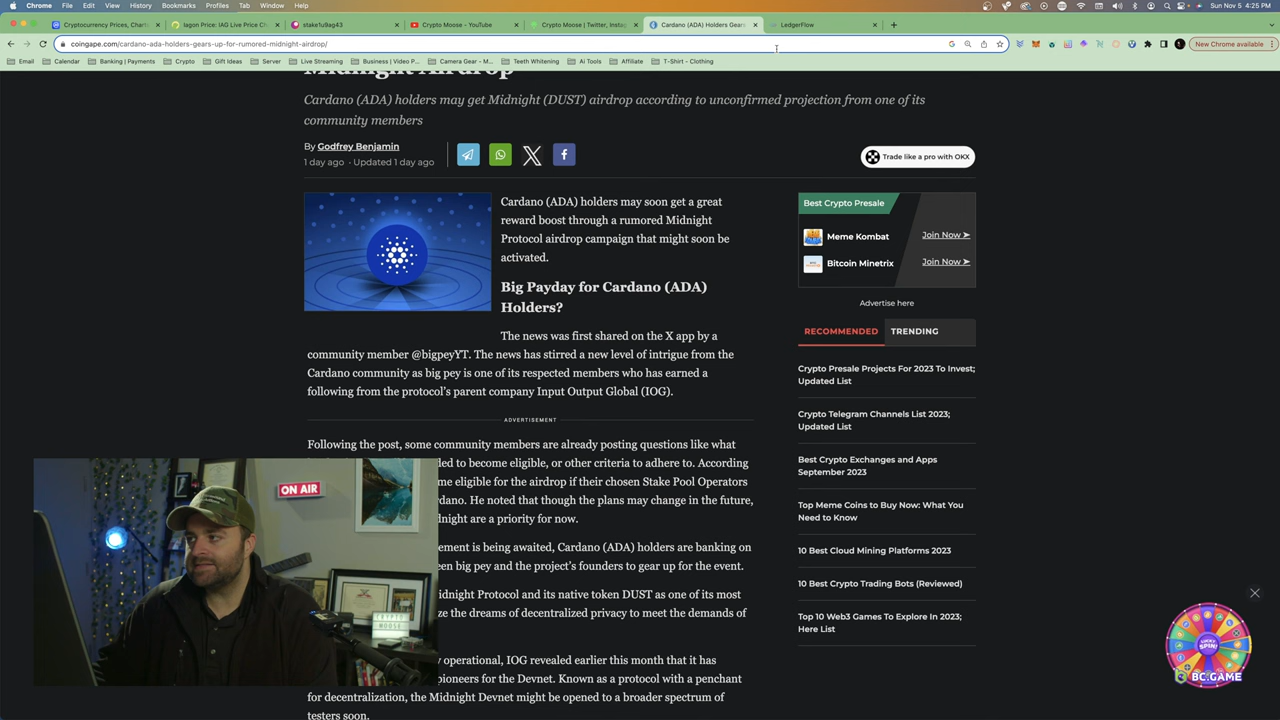 Chrome File Edit View History Bookmarks Profiles Tab Window Help
Sun Nov 5 4:25 PM
Cryptocurrency Prices, Charts
Iagon Price: IAG Live Price Ch
stake1u9ag43
Crypto Moose - YouTube
Crypto Moose | Twitter, Insta
Cardano (ADA) Holders Gears
LedgerFlow
coingape.com/cardano-ada-holders-gears-up-for-rumored-midnight-airdrop/
New Chrome available
Email Calendar Banking | Payments Crypto Gift Ideas Server Live Streaming Business | Video P... Camera Gear - M... Teeth Whitening Ai Tools Affiliate T-Shirt - Clothing
Midnight Airdrop
Cardano (ADA) holders may get Midnight (DUST) airdrop according to unconfirmed projection from one of its
community members
By Godfrey Benjamin
1 day ago · Updated 1 day ago
Trade like a pro with OKX
Cardano (ADA) holders may soon get a great
reward boost through a rumored Midnight
Protocol airdrop campaign that might soon be
activated.
Big Payday for Cardano (ADA)
Holders?
The news was first shared on the X app by a
community member @bigpeyYT. The news has stirred a new level of intrigue from the
Cardano community as big pey is one of its respected members who has earned a
following from the protocol's parent company Input Output Global (IOG).
ADVERTISEMENT
Following the post, some community members are already posting questions like what
ded to become eligible, or other criteria to adhere to. According
me eligible for the airdrop if their chosen Stake Pool Operators
rdano. He noted that though the plans may change in the future,
dnight are a priority for now.
ement is being awaited, Cardano (ADA) holders are banking on
een big pey and the project's founders to gear up for the event.
idnight Protocol and its native token DUST as one of its most
ize the dreams of decentralized privacy to meet the demands of
y operational, IOG revealed earlier this month that it has
pioneers for the Devnet. Known as a protocol with a penchant
for decentralization, the Midnight Devnet might be opened to a broader spectrum of
testers soon.
Best Crypto Presale
Meme Kombat Join Now ➤
Bitcoin Minetrix Join Now ➤
Advertise here
RECOMMENDED TRENDING
Crypto Presale Projects For 2023 To Invest;
Updated List
Crypto Telegram Channels List 2023;
Updated List
Best Crypto Exchanges and Apps
September 2023
Top Meme Coins to Buy Now: What You
Need to Know
10 Best Cloud Mining Platforms 2023
10 Best Crypto Trading Bots (Reviewed)
Top 10 Web3 Games To Explore In 2023;
Here List
LUCKY
SPIN!
BC.GAME
ON AIR
CRYPTO
MOOSE